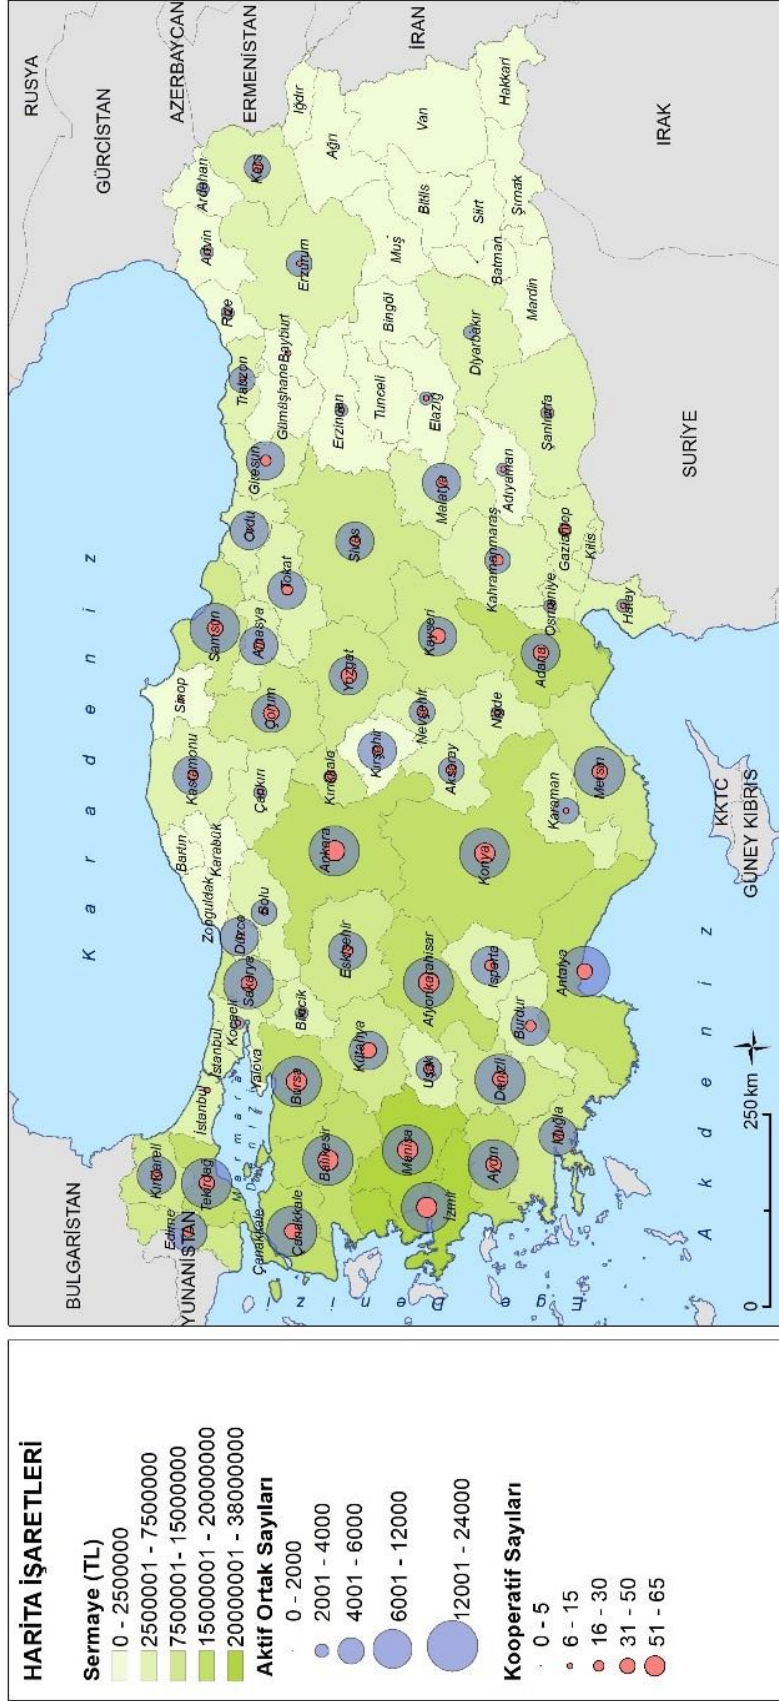 HARİTA İŞARETLERİ
Sermaye (TL)
0 - 2500000
2500001 - 7500000
7500001- 15000000
15000001 - 20000000
20000001 - 38000000
Aktif Ortak Sayıları
0 - 2000
2001 - 4000
4001 - 6000
6001 - 12000
12001 - 24000
Kooperatif Sayıları
0 - 5
6 - 15
16 - 30
31 - 50
51 - 65
RUSYA
BULGARİSTAN
GÜRCİSTAN
Karadeniz
AZERBAYCAN
YUNANİSTAN
ERMENİSTAN
İRAN
IRAK
SURİYE
KKTC
GÜNEY KIBRIS
Akdeniz
Ege Denizi
Marmara Denizi
Edirne
Kırklareli
Tekirdağ
İstanbul
İstanbul
Çanakkale
Çanakkale
Yalova
Kocaeli
Sakarya
Düzce
Zonguldak
Bartın
Karabük
Kastamonu
Sinop
Samsun
Ordu
Giresun
Trabzon
Rize
Artvin
Ardahan
Kars
Iğdır
Ağrı
Erzurum
Bayburt
Gümüşhane
Erzincan
Tunceli
Bingöl
Muş
Bitlis
Van
Hakkari
Şırnak
Siirt
Batman
Mardin
Diyarbakır
Elazığ
Malatya
Adıyaman
Şanlıurfa
Gaziantep
Kilis
Kahramanmaraş
Osmaniye
Hatay
Adana
Mersin
Karaman
Konya
Niğde
Aksaray
Nevşehir
Kayseri
Sivas
Tokat
Amasya
Çorum
Yozgat
Kırşehir
Kırıkkale
Çankırı
Ankara
Bolu
Bilecik
Eskişehir
Bursa
Kütahya
Balıkesir
Manisa
İzmir
Uşak
Afyonkarahisar
Isparta
Burdur
Denizli
Aydın
Muğla
Antalya
0
250 km